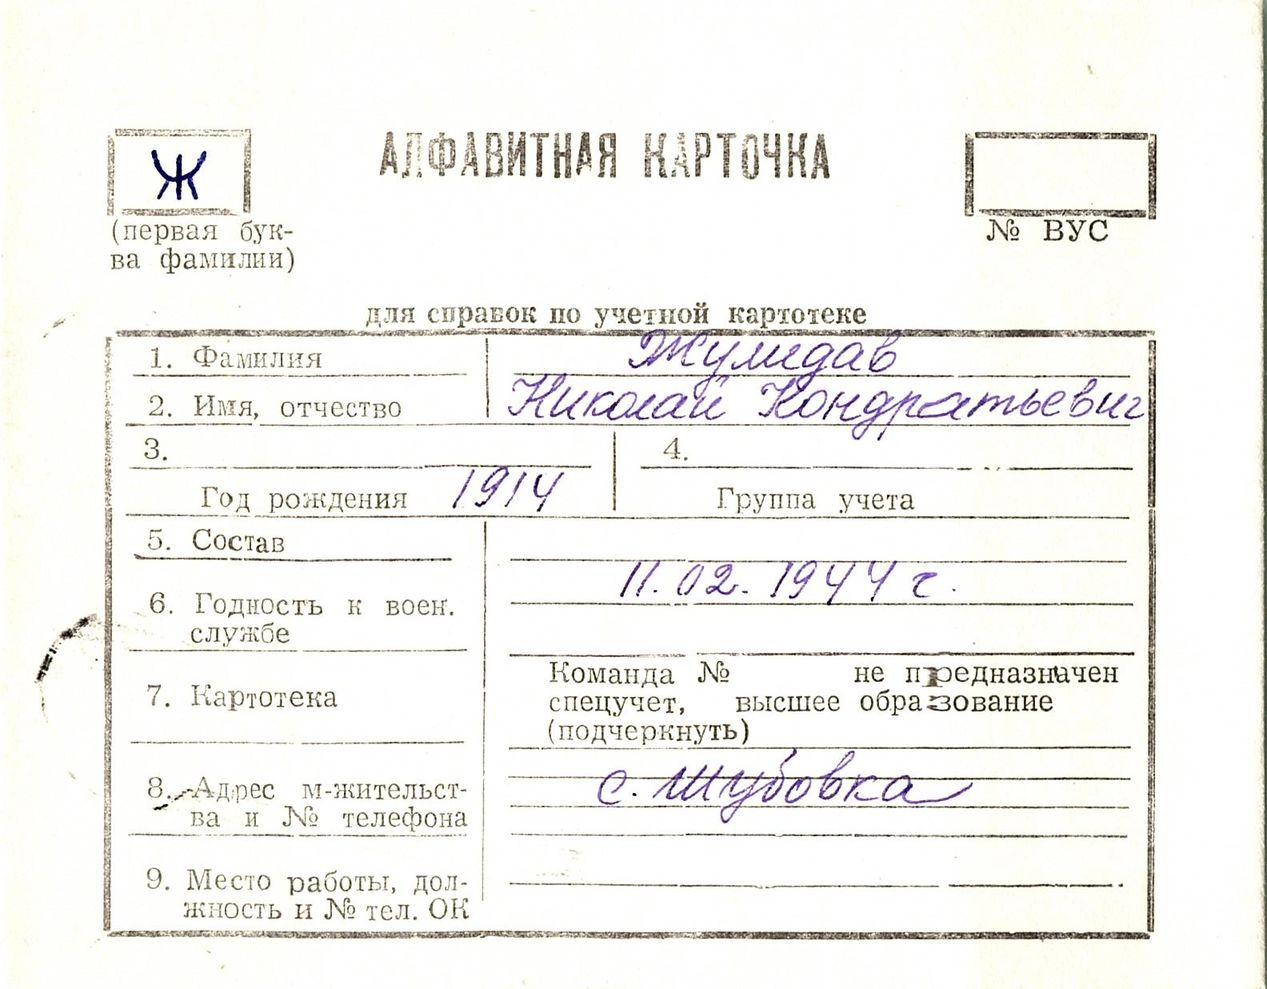 Ж
АЛФАВИТНАЯ КАРТОЧКА
(первая бук-
ва фамилии)
№ ВУС
для справок по учетной картотеке
1. Фамилия Жулидав
2. Имя, отчество Николай Кондратьевич
3.
Год рождения 1914
4.
Группа учета
5. Состав
11.02.1944 г.
6. Годность к воен.
службе
7. Картотека
Команда № не предназначен
спецучет, высшее образование
(подчеркнуть)
8. Адрес м-жительст-
ва и № телефона
с. Шубовка
9. Место работы, дол-
жность и № тел. ОК